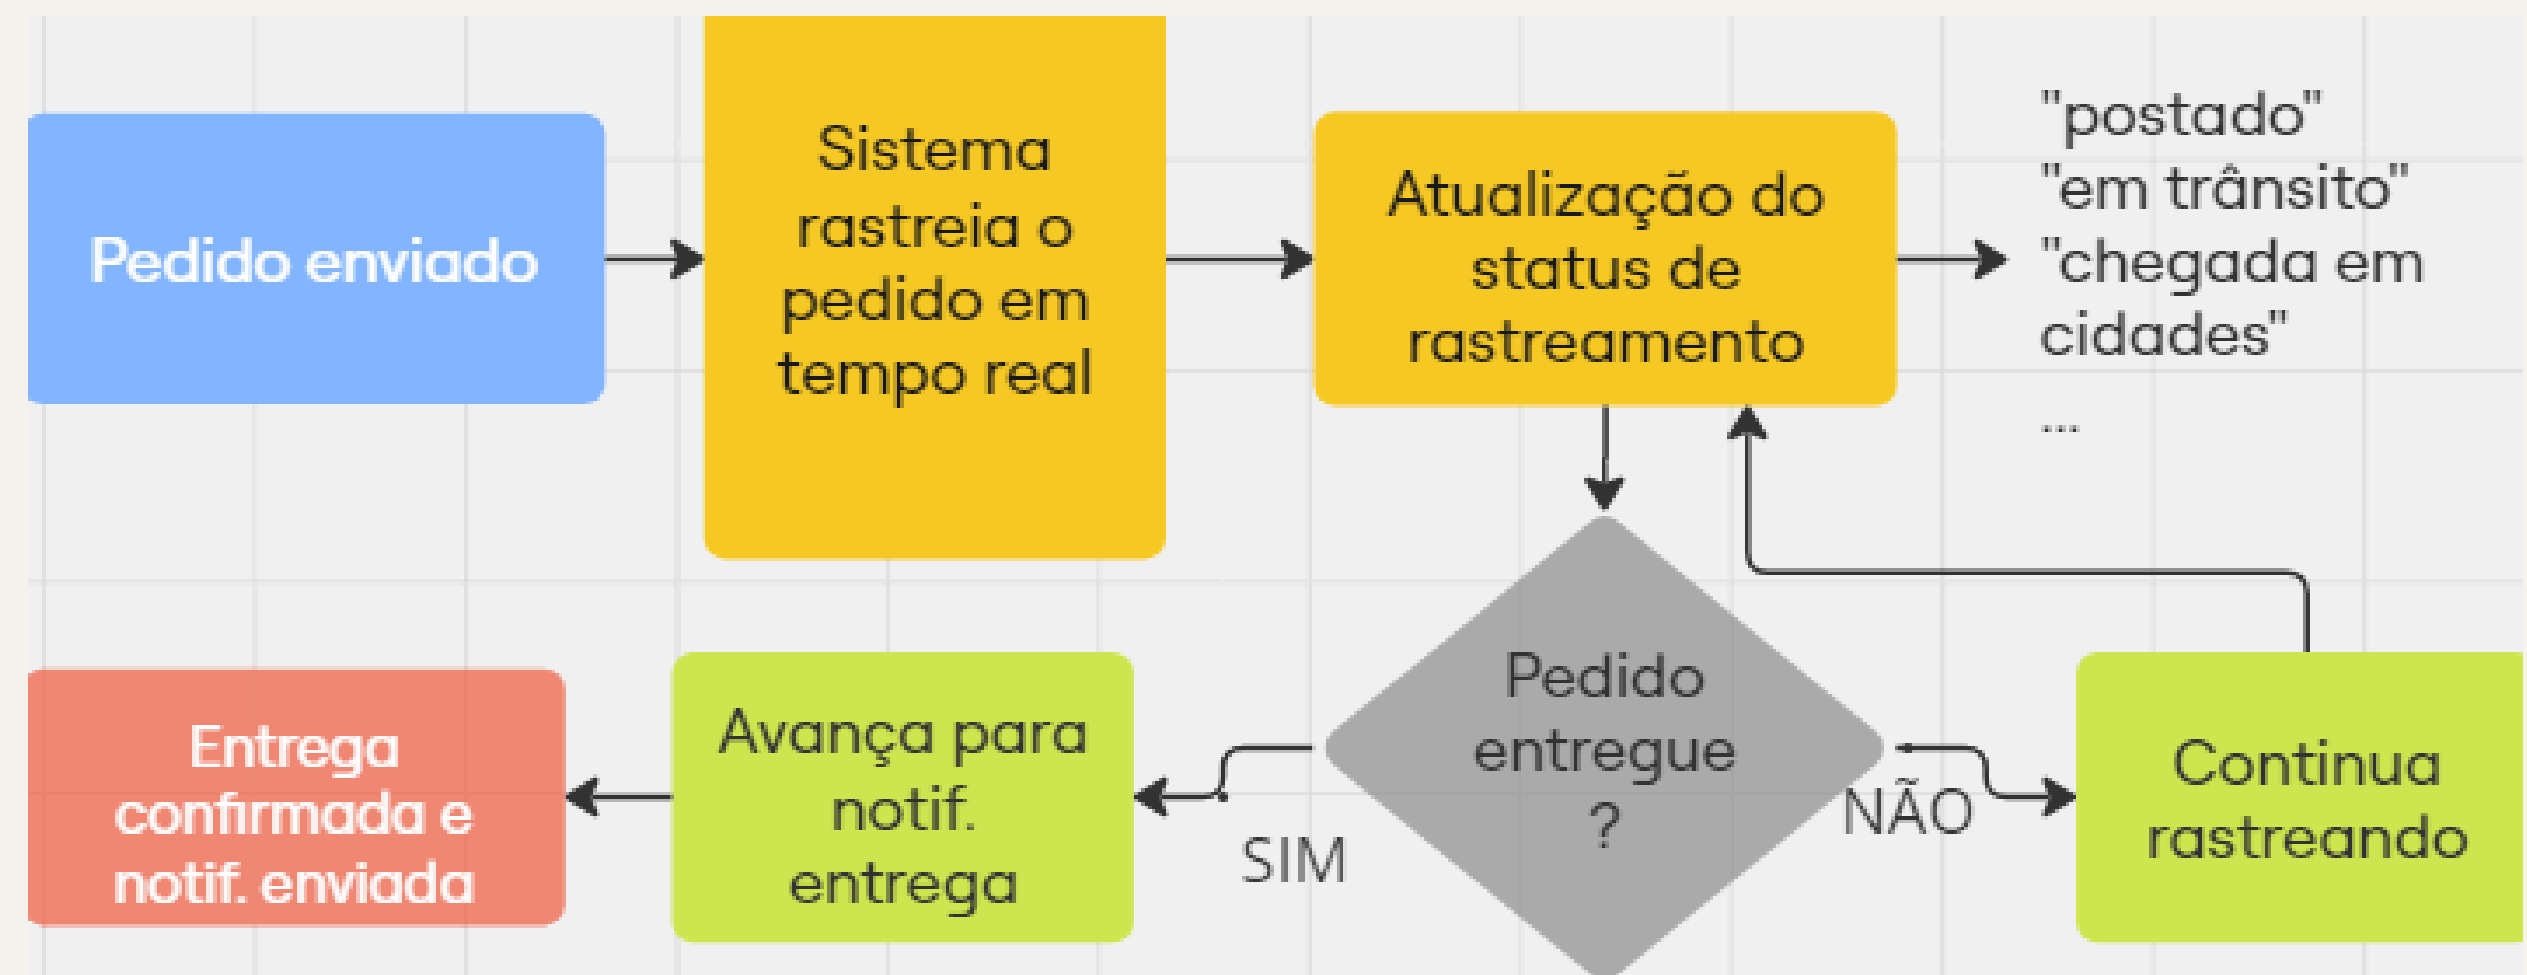 Pedido enviado
Sistema
rastreia o
pedido em
tempo real
Atualização do
status de
rastreamento
"postado"
"em trânsito"
"chegada em
cidades"
...
Pedido
entregue
?
NÃO
Continua
rastreando
SIM
Avança para
notif.
entrega
Entrega
confirmada e
notif. enviada